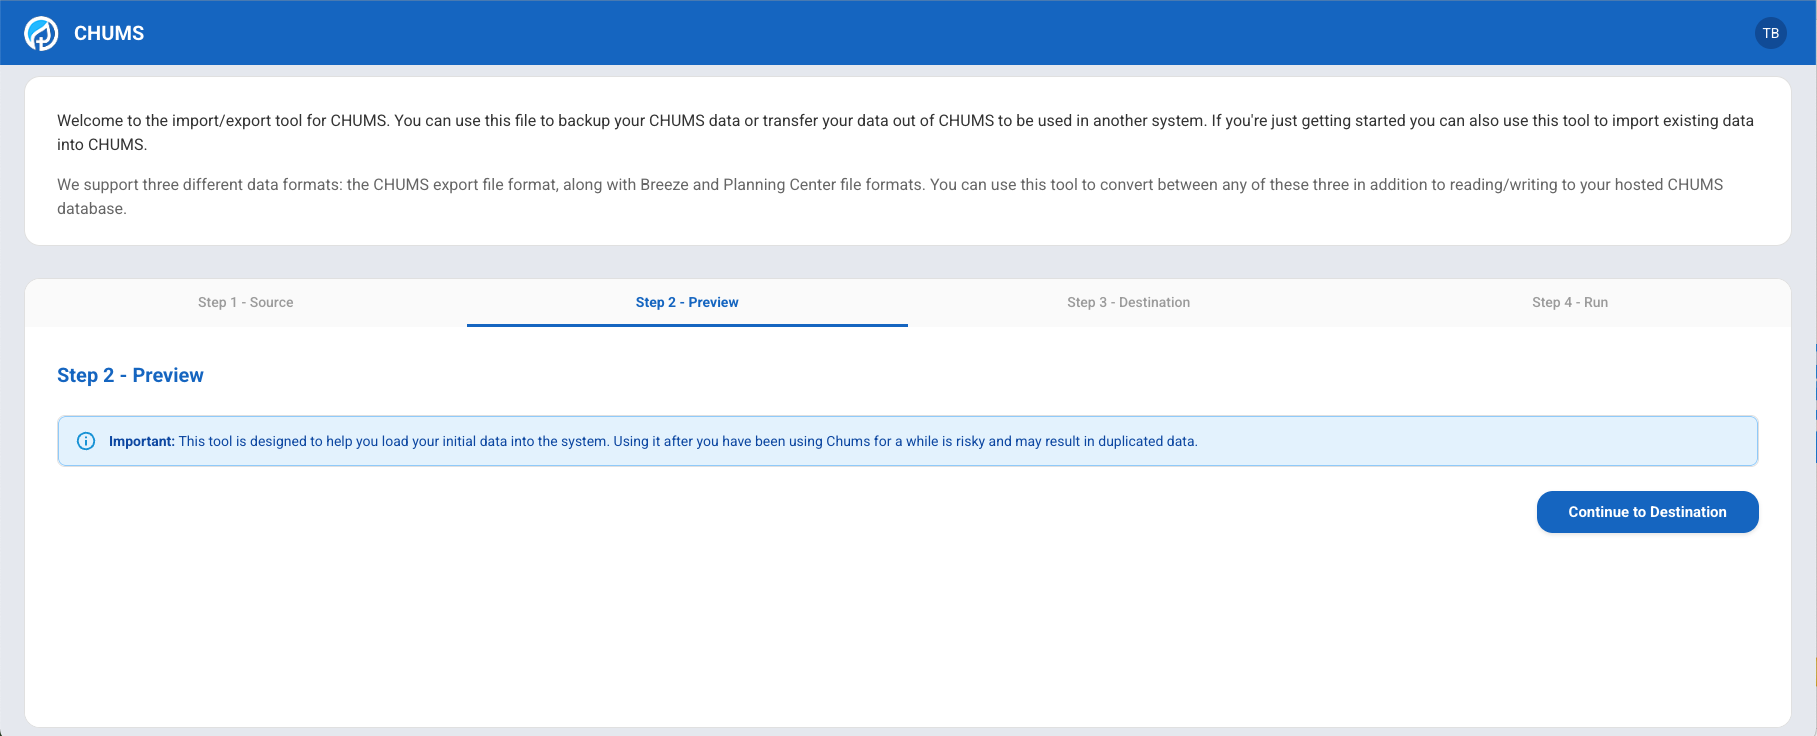 CHUMS
TB
Welcome to the import/export tool for CHUMS. You can use this file to backup your CHUMS data or transfer your data out of CHUMS to be used in another system. If you're just getting started you can also use this tool to import existing data
into CHUMS.
We support three different data formats: the CHUMS export file format, along with Breeze and Planning Center file formats. You can use this tool to convert between any of these three in addition to reading/writing to your hosted CHUMS
database.
Step 1 - Source
Step 2 - Preview
Step 3 - Destination
Step 4 - Run
Step 2 - Preview
Important: This tool is designed to help you load your initial data into the system. Using it after you have been using Chums for a while is risky and may result in duplicated data.
Continue to Destination